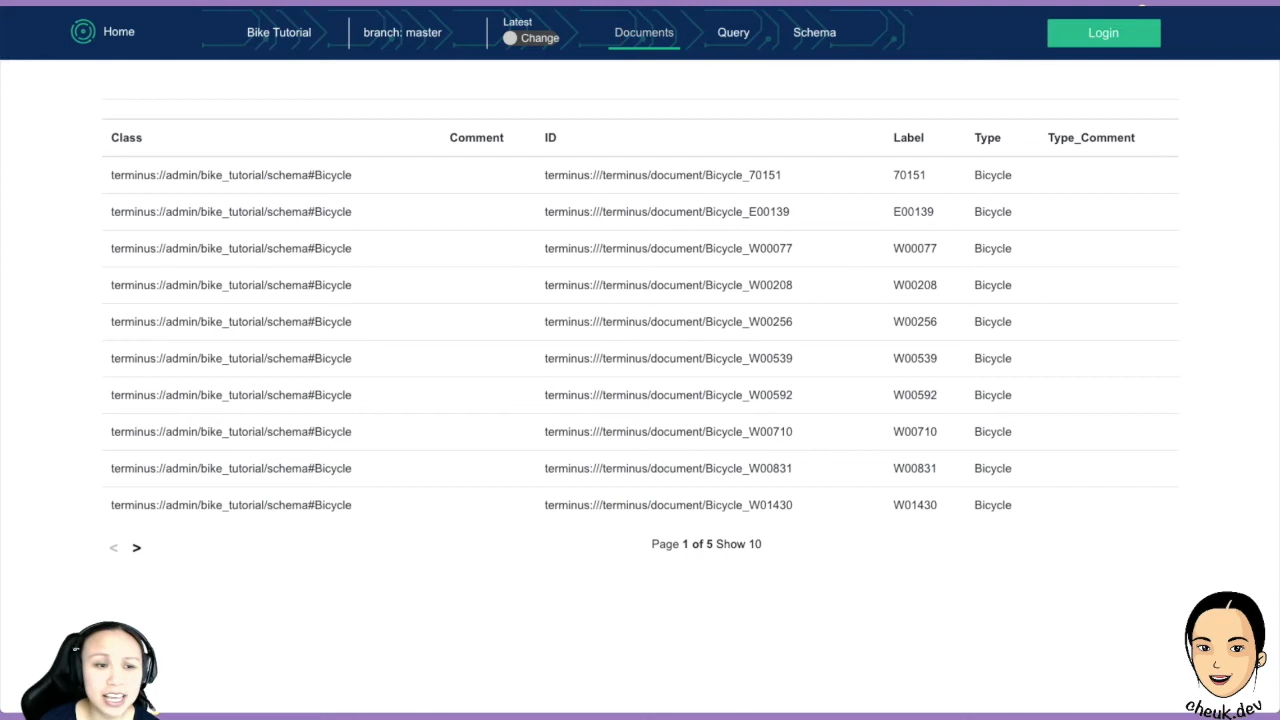 Home
Bike Tutorial
branch: master
Latest
Change
Documents
Query
Schema
Login
Class Comment ID Label Type Type_Comment
terminus://admin/bike_tutorial/schema#Bicycle terminus:///terminus/document/Bicycle_70151 70151 Bicycle
terminus://admin/bike_tutorial/schema#Bicycle terminus:///terminus/document/Bicycle_E00139 E00139 Bicycle
terminus://admin/bike_tutorial/schema#Bicycle terminus:///terminus/document/Bicycle_W00077 W00077 Bicycle
terminus://admin/bike_tutorial/schema#Bicycle terminus:///terminus/document/Bicycle_W00208 W00208 Bicycle
terminus://admin/bike_tutorial/schema#Bicycle terminus:///terminus/document/Bicycle_W00256 W00256 Bicycle
terminus://admin/bike_tutorial/schema#Bicycle terminus:///terminus/document/Bicycle_W00539 W00539 Bicycle
terminus://admin/bike_tutorial/schema#Bicycle terminus:///terminus/document/Bicycle_W00592 W00592 Bicycle
terminus://admin/bike_tutorial/schema#Bicycle terminus:///terminus/document/Bicycle_W00710 W00710 Bicycle
terminus://admin/bike_tutorial/schema#Bicycle terminus:///terminus/document/Bicycle_W00831 W00831 Bicycle
terminus://admin/bike_tutorial/schema#Bicycle terminus:///terminus/document/Bicycle_W01430 W01430 Bicycle
< > Page 1 of 5 Show 10
cheuk.dev